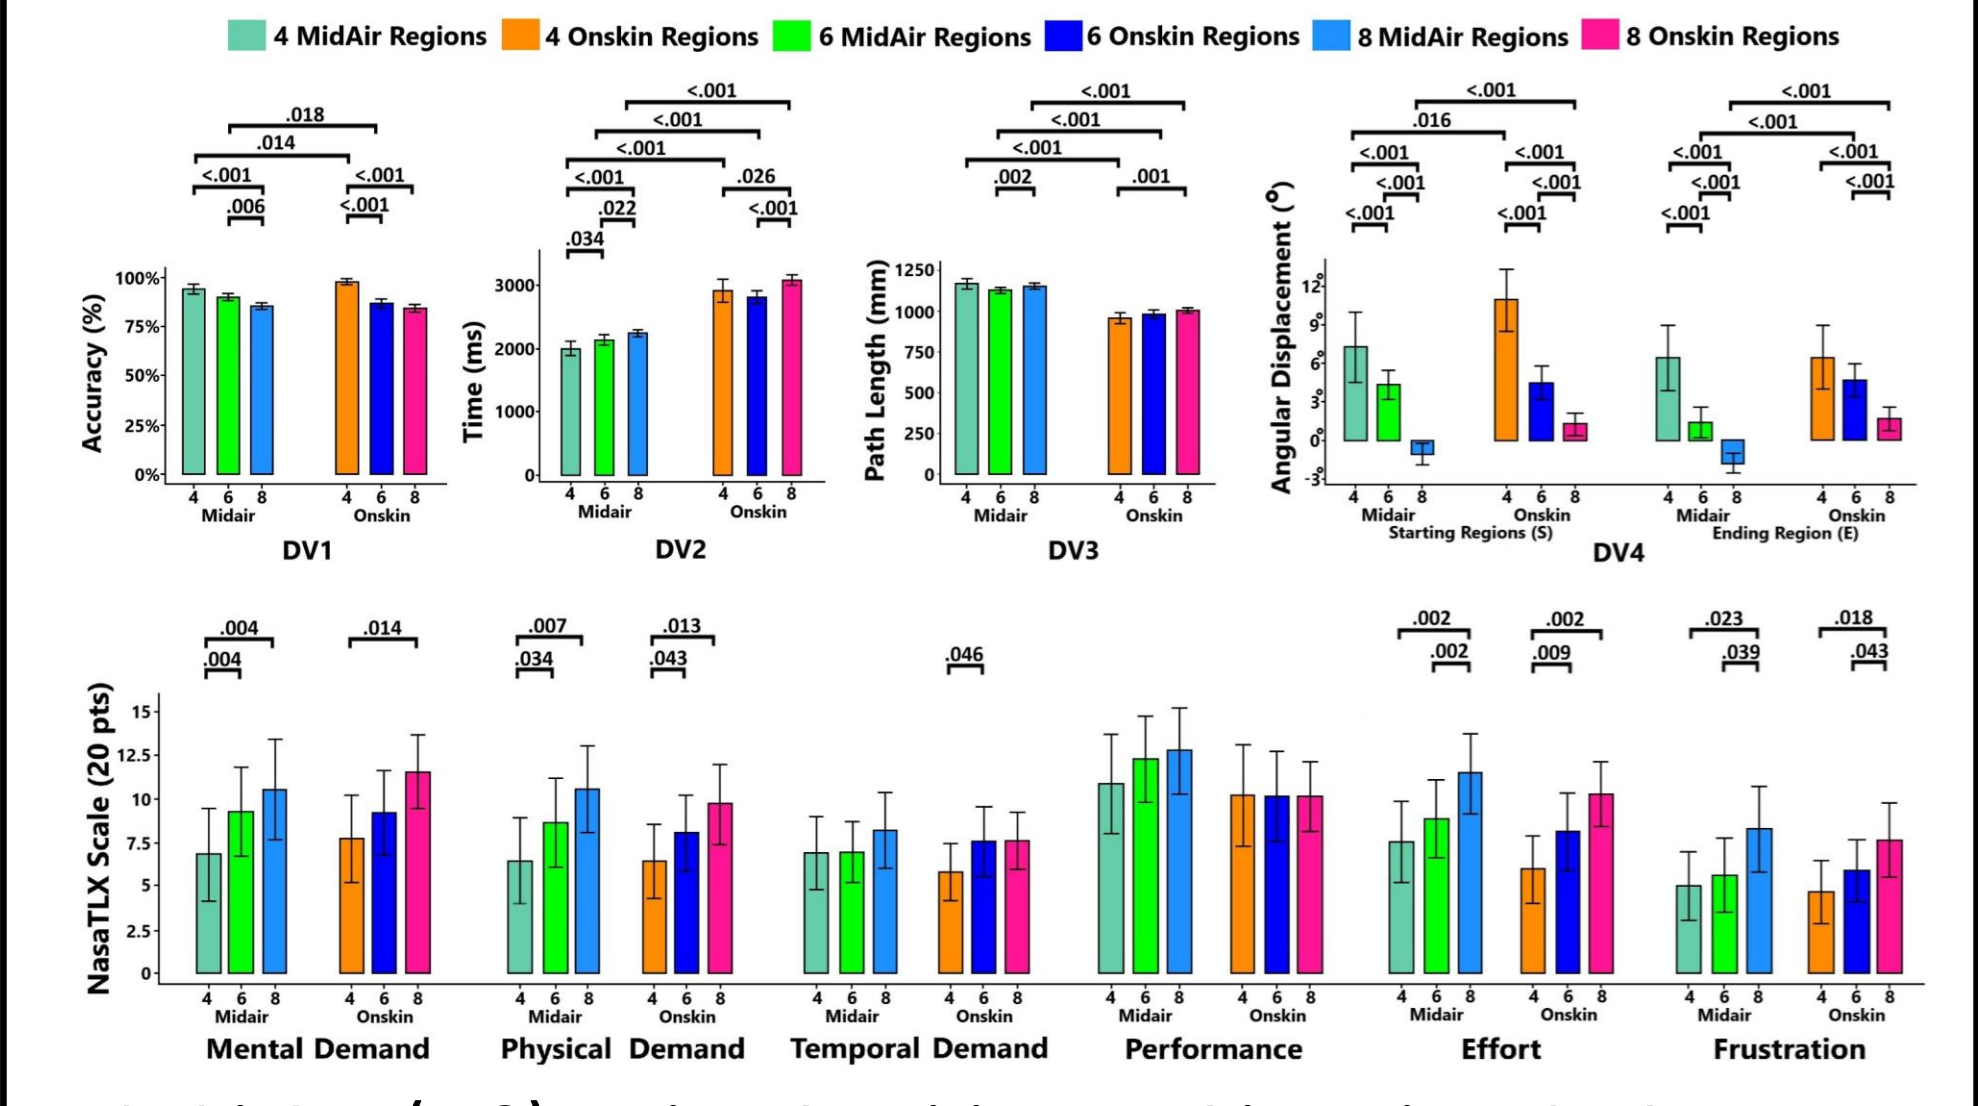 4 MidAir Regions 4 Onskin Regions 6 MidAir Regions 6 Onskin Regions 8 MidAir Regions 8 Onskin Regions
.018
.014
<.001 <.001
.006 <.001
Accuracy (%)
100%
75%
50%
25%
0%
4 6 8 4 6 8
Midair Onskin
DV1
<.001
<.001
<.001
<.001 .026
.022 <.001
.034
Time (ms)
3000
2000
1000
0
4 6 8 4 6 8
Midair Onskin
DV2
<.001
<.001
<.001
.002 .001
Path Length (mm)
1250
1000
750
500
250
0
4 6 8 4 6 8
Midair Onskin
DV3
<.001 <.001
.016 <.001
<.001 <.001 <.001 <.001
<.001 <.001 <.001 <.001
<.001 <.001 <.001
Angular Displacement (°)
12°
9°
6°
3°
0°
-3°
4 6 8 4 6 8 4 6 8 4 6 8
Midair Onskin Midair Onskin
Starting Regions (S) Ending Region (E)
DV4
NasaTLX Scale (20 pts)
15
12.5
10
7.5
5
2.5
0
.004 .014
.004
4 6 8 4 6 8
Midair Onskin
Mental Demand
.007 .013
.034 .043
4 6 8 4 6 8
Midair Onskin
Physical Demand
.046
4 6 8 4 6 8
Midair Onskin
Temporal Demand
4 6 8 4 6 8
Midair Onskin
Performance
.002 .002
.002 .009
4 6 8 4 6 8
Midair Onskin
Effort
.023 .018
.039 .043
4 6 8 4 6 8
Midair Onskin
Frustration